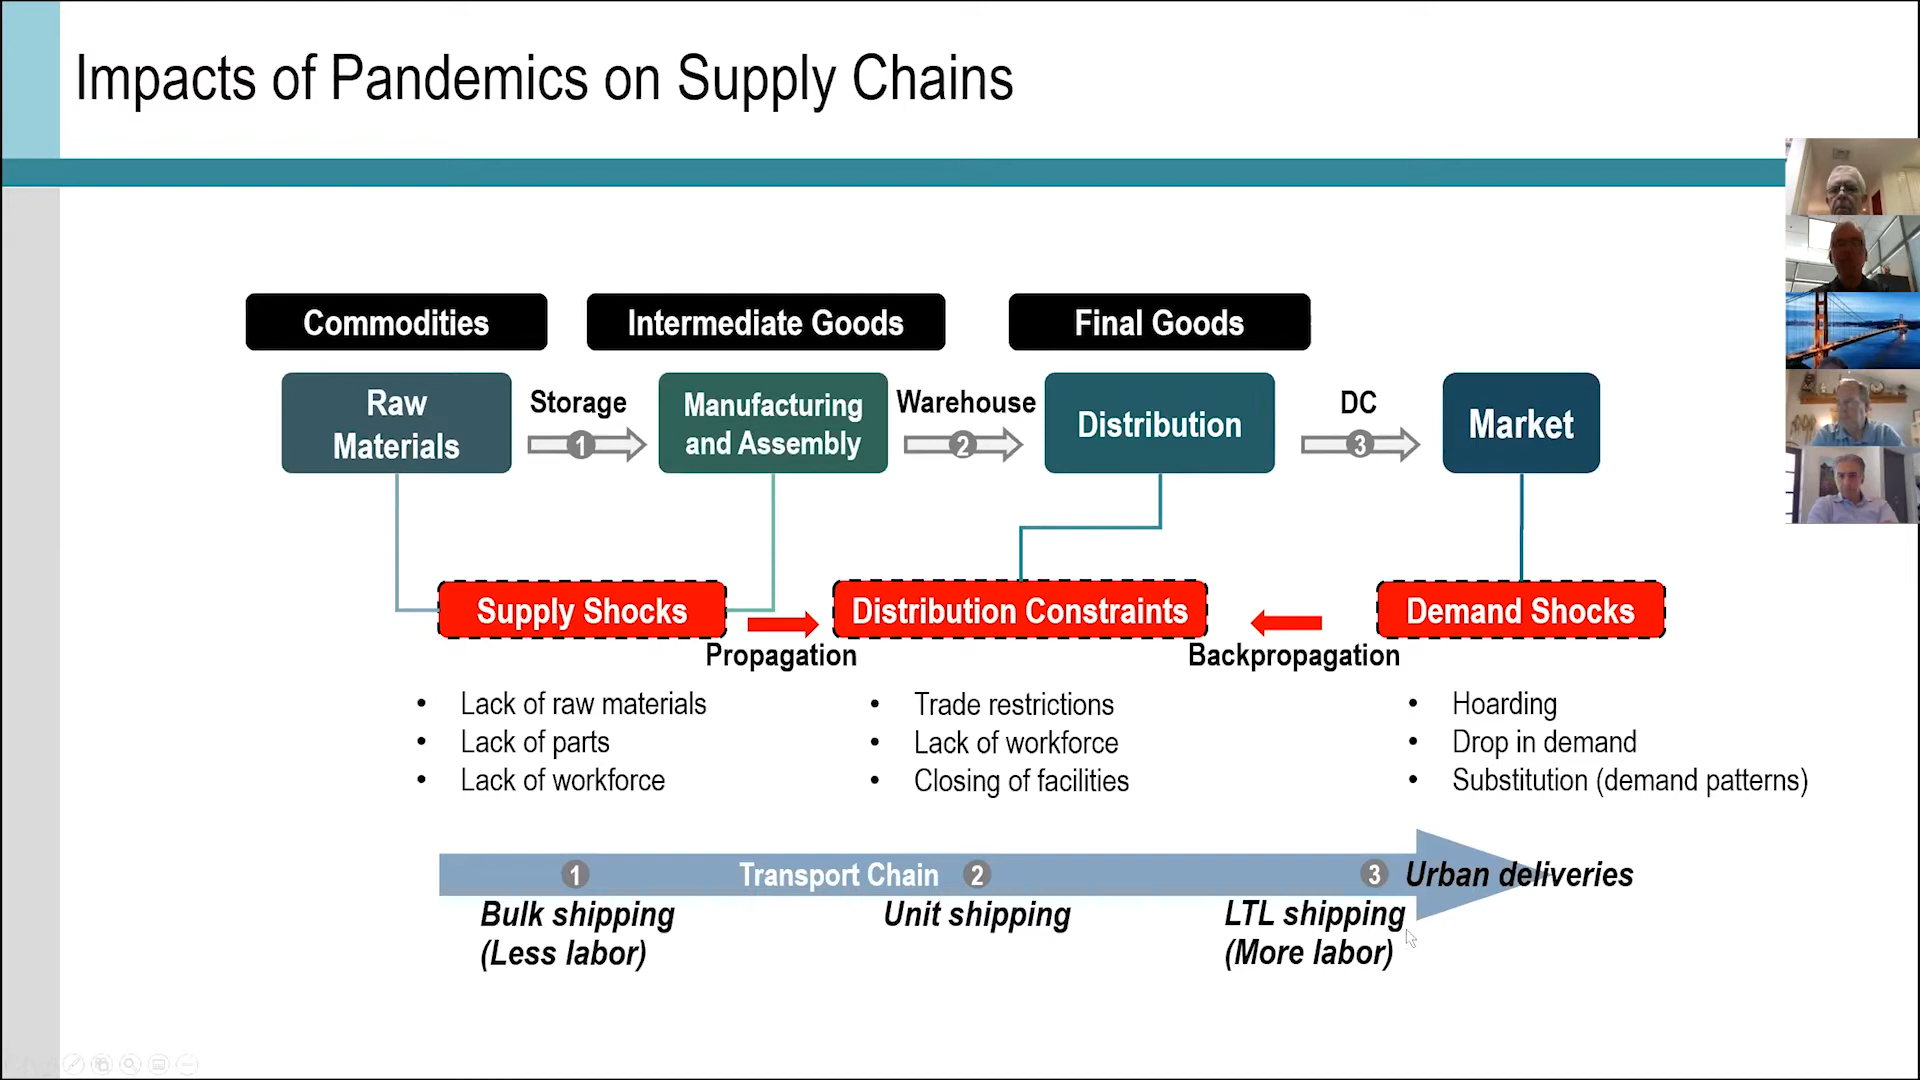 Impacts of Pandemics on Supply Chains
Commodities
Intermediate Goods
Final Goods
Raw
Materials
Storage
1
Manufacturing
and Assembly
Warehouse
2
Distribution
DC
3
Market
Supply Shocks
Propagation
Distribution Constraints
Backpropagation
Demand Shocks
• Lack of raw materials
• Lack of parts
• Lack of workforce
• Trade restrictions
• Lack of workforce
• Closing of facilities
• Hoarding
• Drop in demand
• Substitution (demand patterns)
1
Transport Chain
2
3
Urban deliveries
Bulk shipping
(Less labor)
Unit shipping
LTL shipping
(More labor)